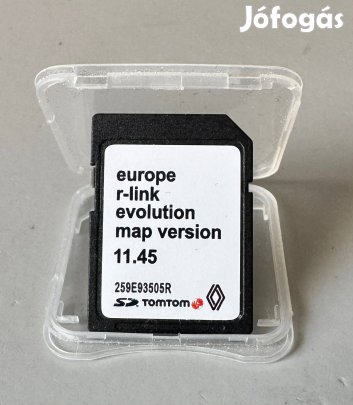 Jófogás
europe
r-link
evolution
map version
11.45
259E93505R
SD TOMTOM